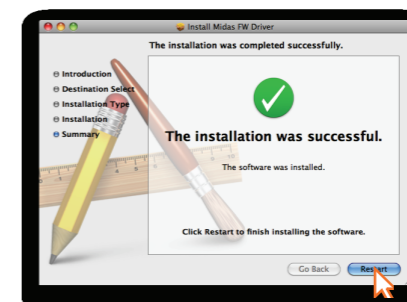 Install Midas FW Driver
The installation was completed successfully.
Introduction
Destination Select
Installation Type
Installation
Summary
The installation was successful.
The software was installed.
Click Restart to finish installing the software.
Go Back
Restart